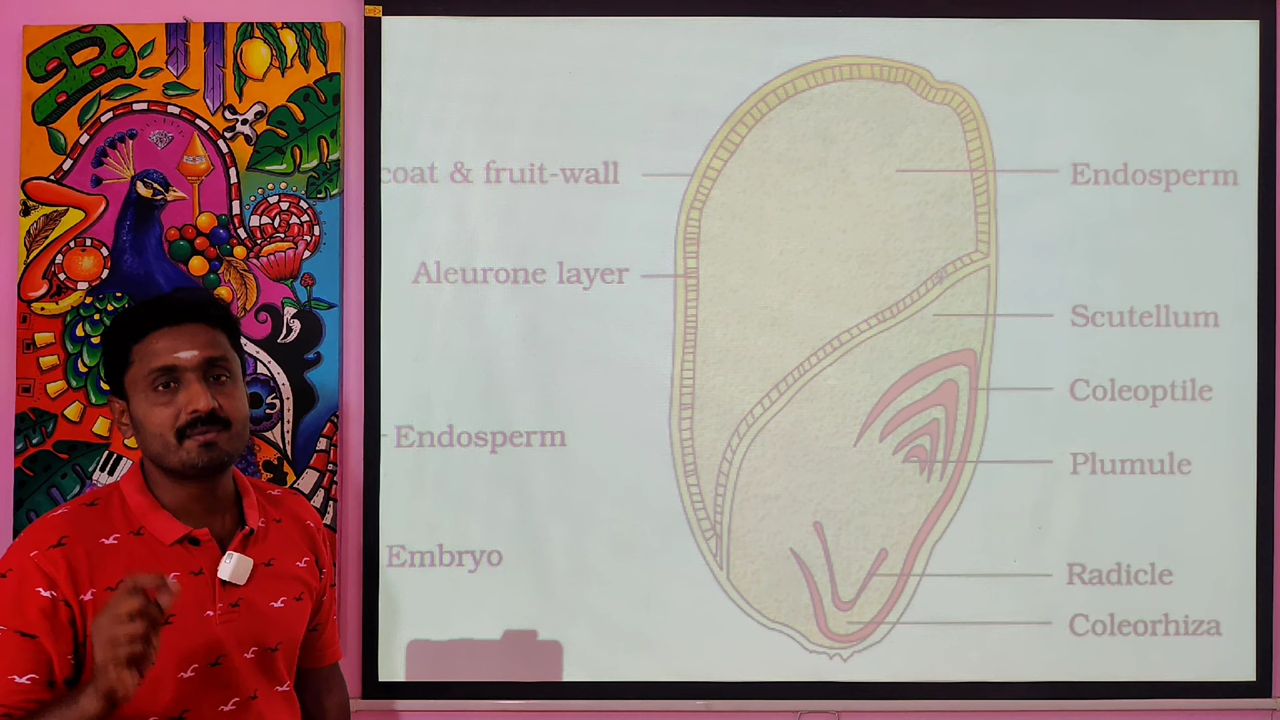 coat & fruit-wall
Aleurone layer
Endosperm
Embryo
Endosperm
Scutellum
Coleoptile
Plumule
Radicle
Coleorhiza